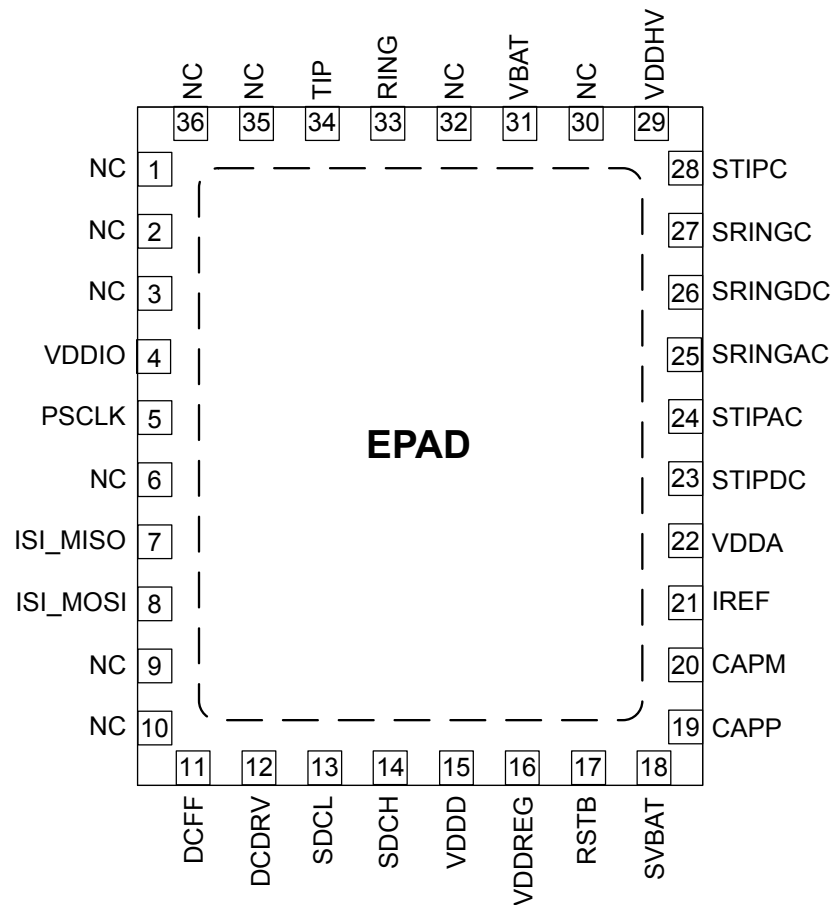 NC
NC
TIP
RING
NC
VBAT
NC
VDDHV
36
35
34
33
32
31
30
29
NC 1
28 STIPC
NC 2
27 SRINGC
NC 3
26 SRINGDC
VDDIO 4
25 SRINGAC
PSCLK 5
24 STIPAC
EPAD
NC 6
23 STIPDC
ISI_MISO 7
22 VDDA
ISI_MOSI 8
21 IREF
NC 9
20 CAPM
NC 10
19 CAPP
11
12
13
14
15
16
17
18
DCFF
DCDRV
SDCL
SDCH
VDDD
VDDREG
RSTB
SVBAT